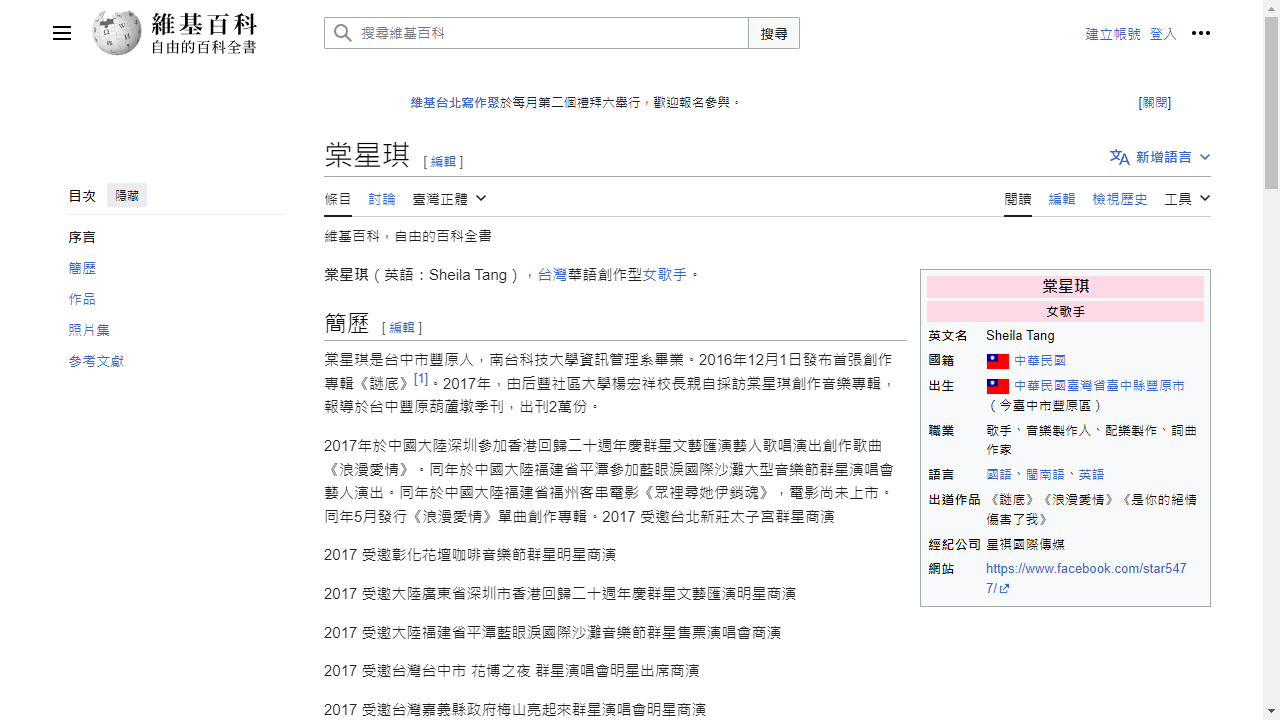 維基百科
自由的百科全書
搜尋維基百科
搜尋
建立帳號 登入
維基台北寫作聚於每月第二個禮拜六舉行，歡迎報名參與。
[關閉]
棠星琪 [ 編輯 ]
新增語言
目次 隱藏
序言
簡歷
作品
照片集
參考文獻
條目 討論 臺灣正體
閱讀 編輯 檢視歷史 工具
維基百科，自由的百科全書
棠星琪（英語：Sheila Tang），台灣華語創作型女歌手。
簡歷 [ 編輯 ]
棠星琪是台中市豐原人，南台科技大學資訊管理系畢業。2016年12月1日發布首張創作
專輯《謎底》[1]。2017年，由后豐社區大學楊宏祥校長親自採訪棠星琪創作音樂專輯，
報導於台中豐原葫蘆墩季刊，出刊2萬份。
2017年於中國大陸深圳參加香港回歸二十週年慶群星文藝匯演藝人歌唱演出創作歌曲
《浪漫愛情》。同年於中國大陸福建省平潭參加藍眼淚國際沙灘大型音樂節群星演唱會
藝人演出。同年於中國大陸福建省福州客串電影《眾裡尋她伊銷魂》，電影尚未上市。
同年5月發行《浪漫愛情》單曲創作專輯。2017 受邀台北新莊太子宮群星商演
2017 受邀彰化花壇咖啡音樂節群星明星商演
2017 受邀大陸廣東省深圳市香港回歸二十週年慶群星文藝匯演明星商演
2017 受邀大陸福建省平潭藍眼淚國際沙灘音樂節群星售票演唱會商演
2017 受邀台灣台中市 花博之夜 群星演唱會明星出席商演
2017 受邀台灣嘉義縣政府梅山亮起來群星演唱會明星商演
棠星琪
女歌手
英文名 Sheila Tang
國籍 中華民國
出生 中華民國臺灣省臺中縣豐原市
（今臺中市豐原區）
職業 歌手、音樂製作人、配樂製作、詞曲
作家
語言 國語、閩南語、英語
出道作品 《謎底》《浪漫愛情》《是你的絕情
傷害了我》
經紀公司 星祺國際傳媒
網站 https://www.facebook.com/star547
7/